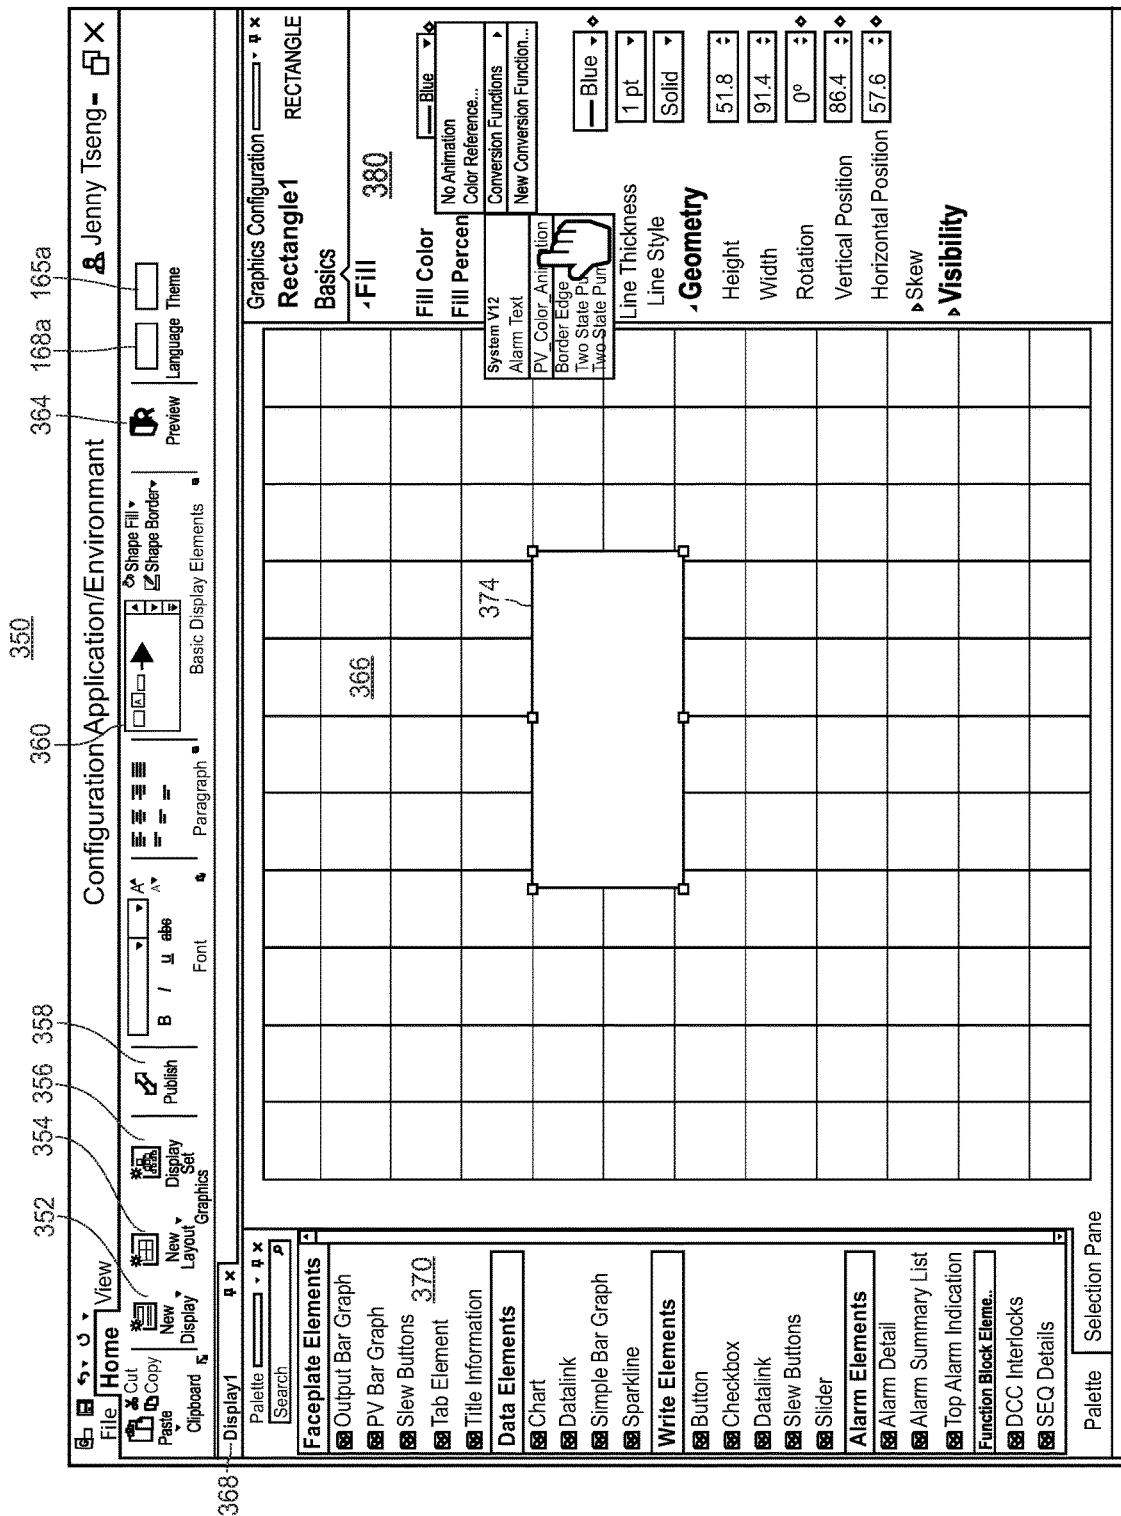 350
352
354
356
358
360
364
168a
165a
Configuration Application/Environmant
Jenny Tseng
File
Home
View
Cut
Copy
Paste
Clipboard
New
Display
New
Layout
Display
Set
Graphics
Publish
B I u abc
A A
Font
Paragraph
A
Shape Fill
Shape Border
Basic Display Elements
Preview
Language
Theme
368
Display1
Palette
Search
Faceplate Elements
Output Bar Graph
PV Bar Graph
Slew Buttons
370
Tab Element
Title Information
Data Elements
Chart
Datalink
Simple Bar Graph
Sparkline
Write Elements
Button
Checkbox
Datalink
Slew Buttons
Slider
Alarm Elements
Alarm Detail
Alarm Summary List
Top Alarm Indication
Function Block Eleme..
DCC Interlocks
SEQ Details
Palette
Selection Pane
366
374
Graphics Configuration
Rectangle1
RECTANGLE
Basics
Fill
380
Fill Color
Blue
Fill Percen
No Animation
Color Reference...
Conversion Functions
New Conversion Function...
System V12
Alarm Text
PV_Color_Animation
Border Edge
Two State Pu
Two State Pum
Blue
Line Thickness
1 pt
Line Style
Solid
Geometry
Height
51.8
Width
91.4
Rotation
0°
Vertical Position
86.4
Horizontal Position
57.6
Skew
Visibility